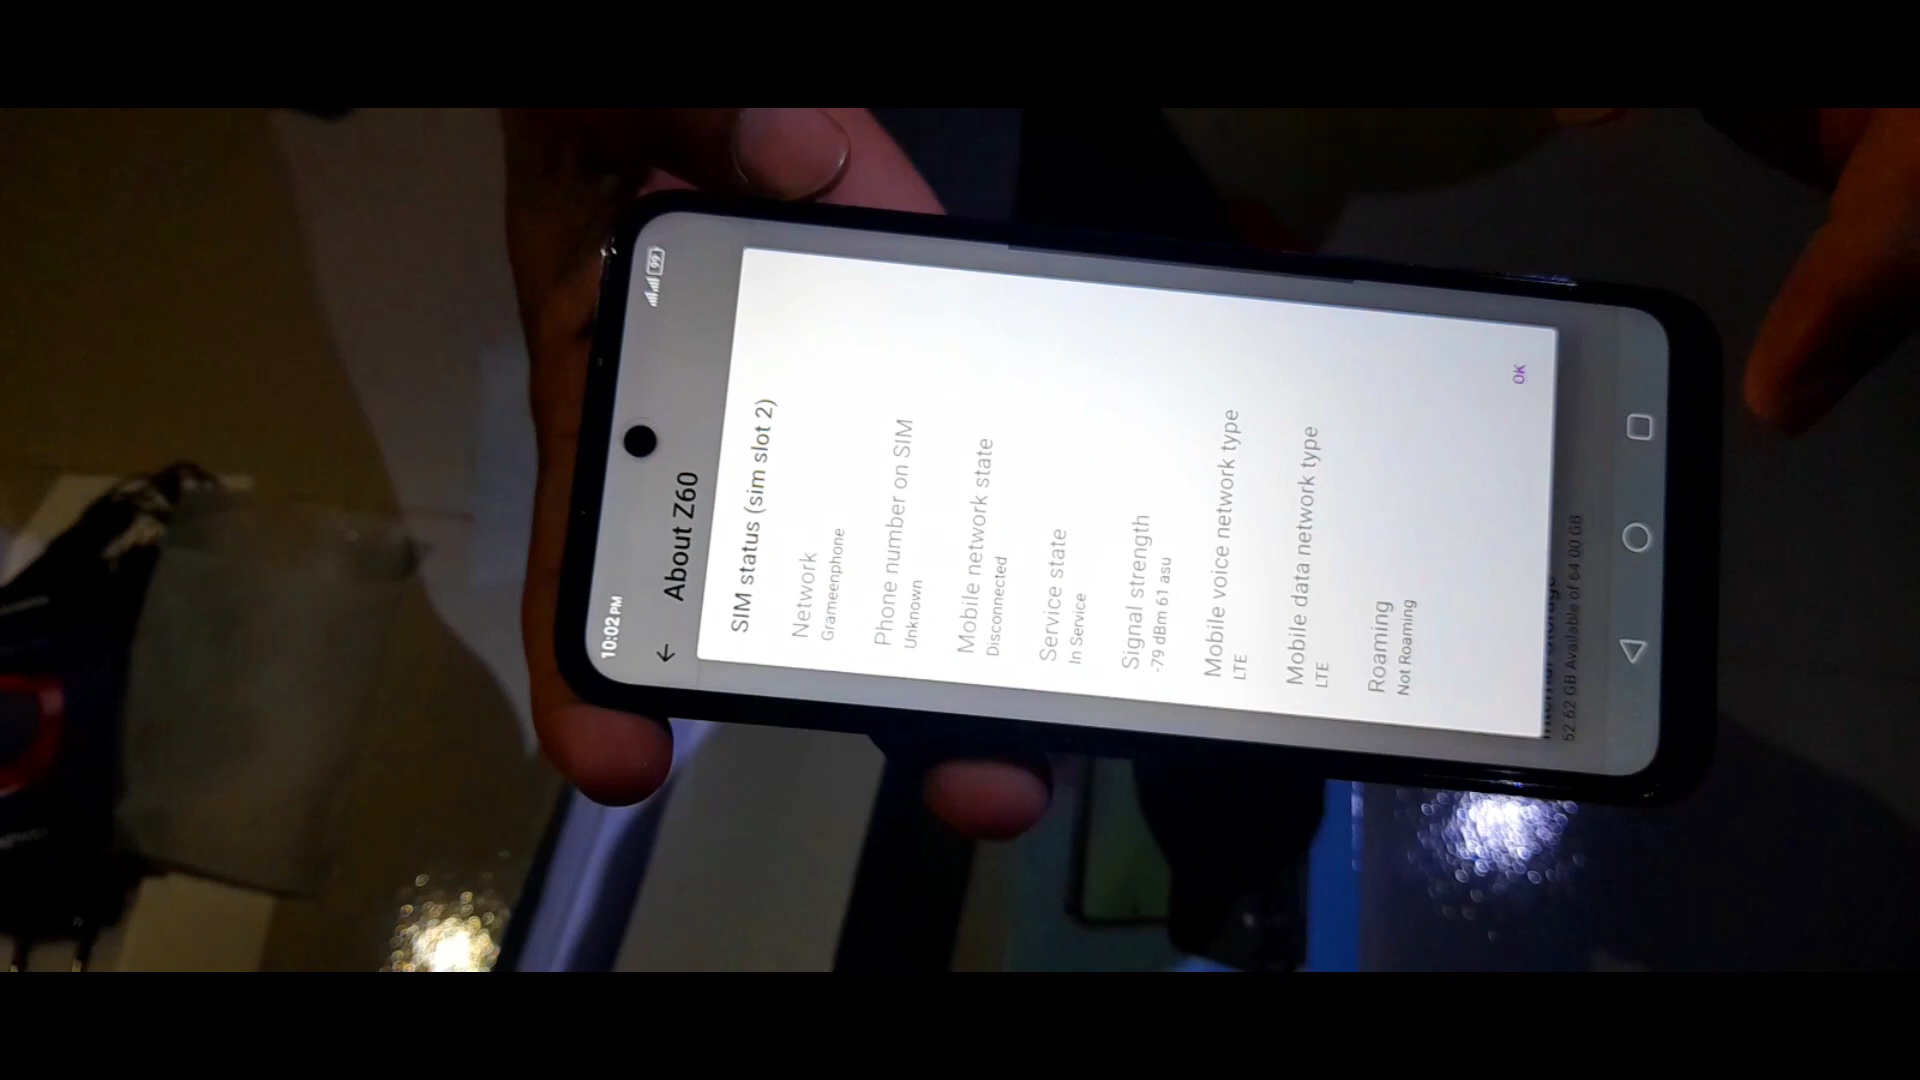 10:02 PM
99
About Z60
SIM status (sim slot 2)
Network
Grameenphone
Phone number on SIM
Unknown
Mobile network state
Disconnected
Service state
In Service
Signal strength
-79 dBm 61 asu
Mobile voice network type
LTE
Mobile data network type
LTE
Roaming
Not Roaming
OK
52.62 GB Available of 64.00 GB